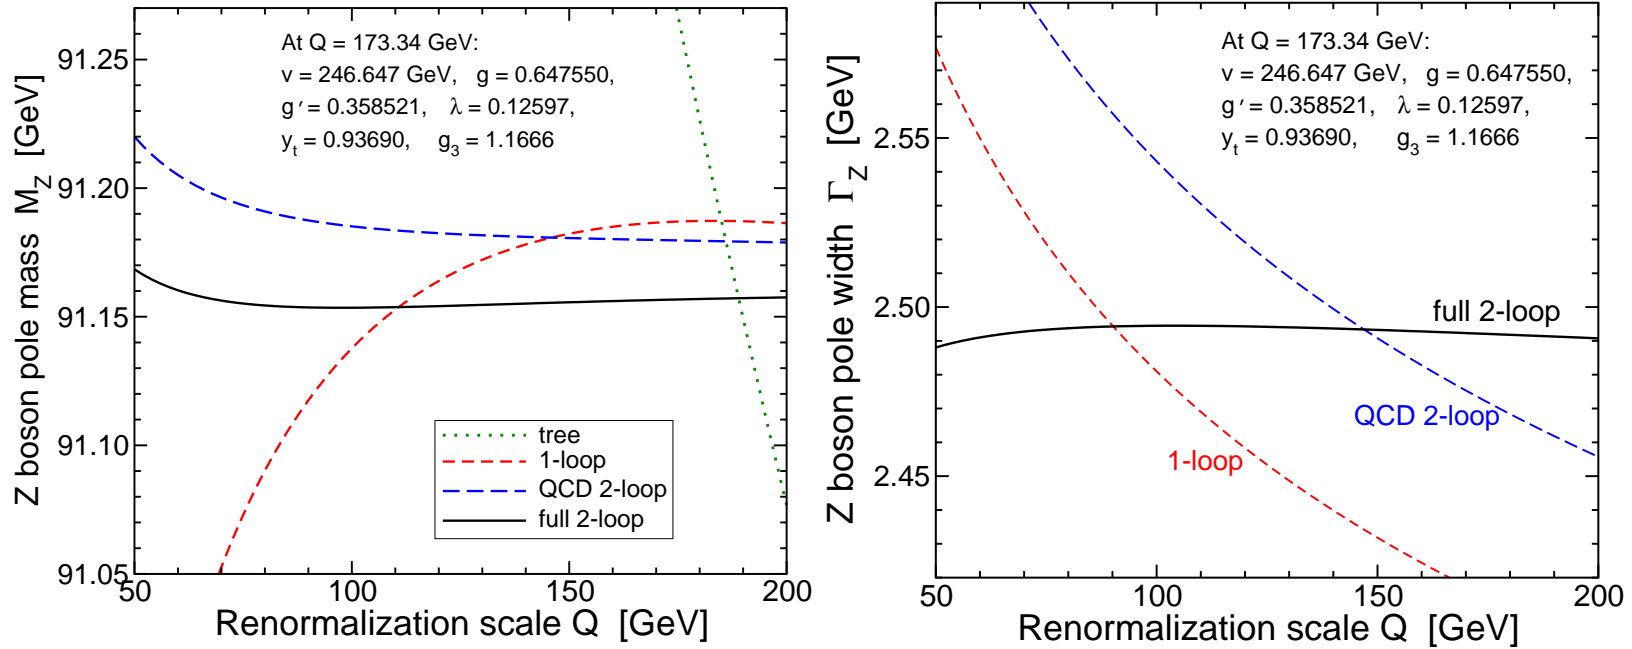 Z boson pole mass M_Z [GeV]
91.25
91.20
91.15
91.10
91.05
At Q = 173.34 GeV:
v = 246.647 GeV, g = 0.647550,
g′ = 0.358521, λ = 0.12597,
y_t = 0.93690, g_3 = 1.1666
tree
1-loop
QCD 2-loop
full 2-loop
50 100 150 200
Renormalization scale Q [GeV]
Z boson pole width Γ_Z [GeV]
2.55
2.50
2.45
At Q = 173.34 GeV:
v = 246.647 GeV, g = 0.647550,
g′ = 0.358521, λ = 0.12597,
y_t = 0.93690, g_3 = 1.1666
full 2-loop
QCD 2-loop
1-loop
50 100 150 200
Renormalization scale Q [GeV]